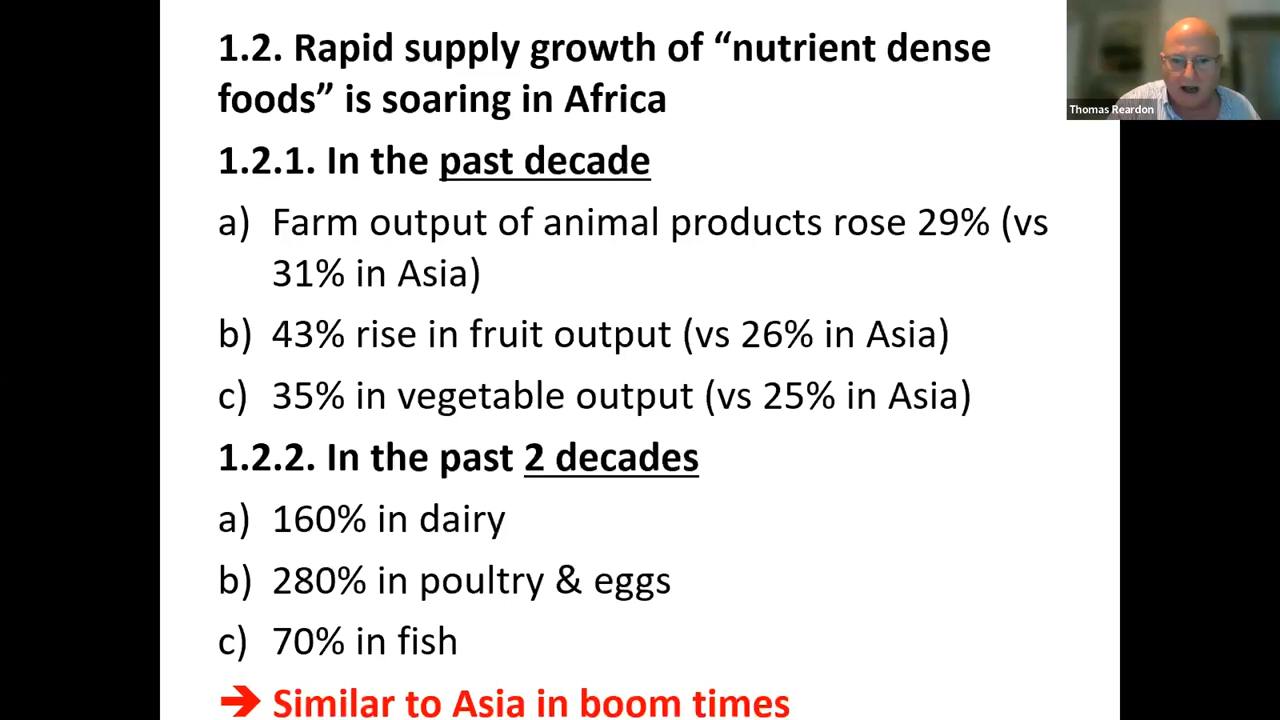 1.2. Rapid supply growth of “nutrient dense
foods” is soaring in Africa
1.2.1. In the past decade
a) Farm output of animal products rose 29% (vs
31% in Asia)
b) 43% rise in fruit output (vs 26% in Asia)
c) 35% in vegetable output (vs 25% in Asia)
1.2.2. In the past 2 decades
a) 160% in dairy
b) 280% in poultry & eggs
c) 70% in fish
➔ Similar to Asia in boom times
Thomas Reardon